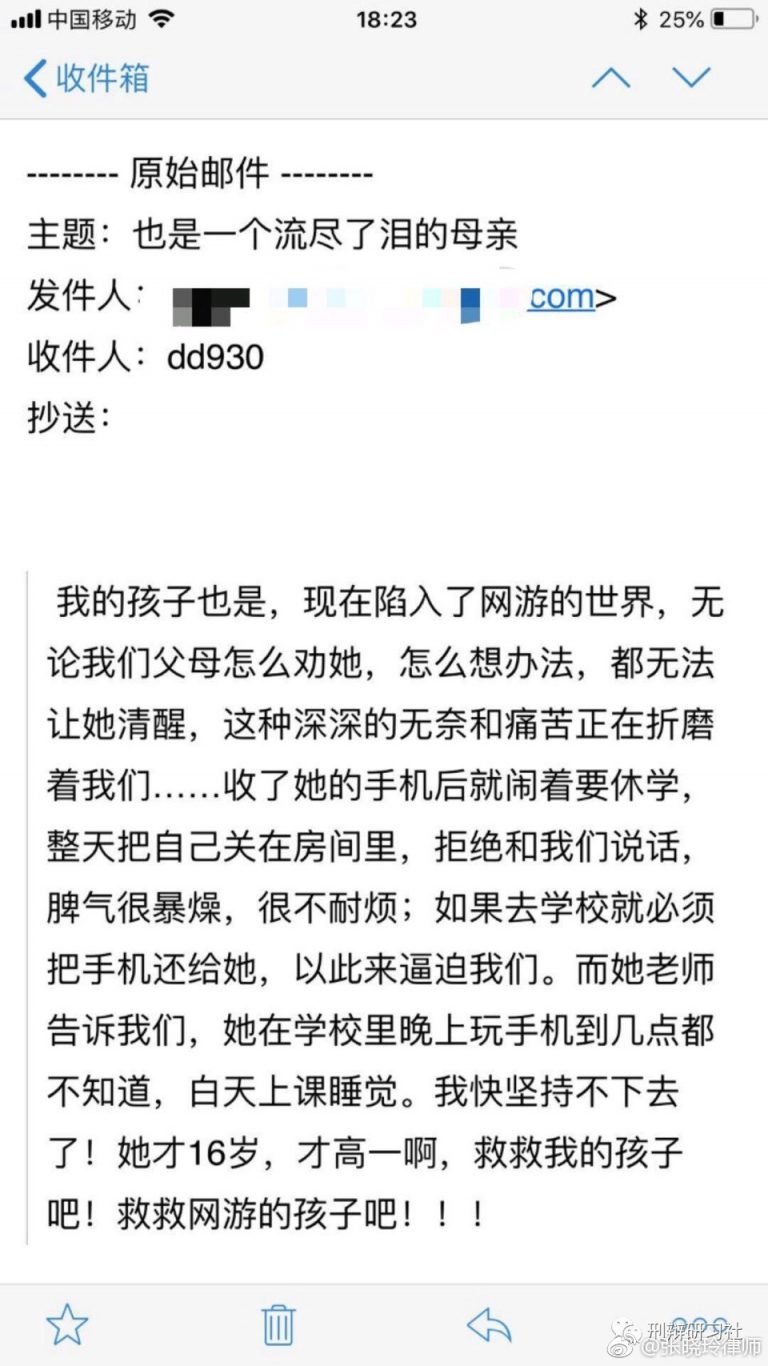 中国移动 18:23 25%
收件箱
-------- 原始邮件 --------
主题：也是一个流尽了泪的母亲
发件人： com>
收件人：dd930
抄送：
我的孩子也是，现在陷入了网游的世界，无
论我们父母怎么劝她，怎么想办法，都无法
让她清醒，这种深深的无奈和痛苦正在折磨
着我们……收了她的手机后就闹着要休学，
整天把自己关在房间里，拒绝和我们说话，
脾气很暴燥，很不耐烦；如果去学校就必须
把手机还给她，以此来逼迫我们。而她老师
告诉我们，她在学校里晚上玩手机到几点都
不知道，白天上课睡觉。我快坚持不下去
了！她才16岁，才高一啊，救救我的孩子
吧！救救网游的孩子吧！！！
刑辩研习社
@张晓玲律师